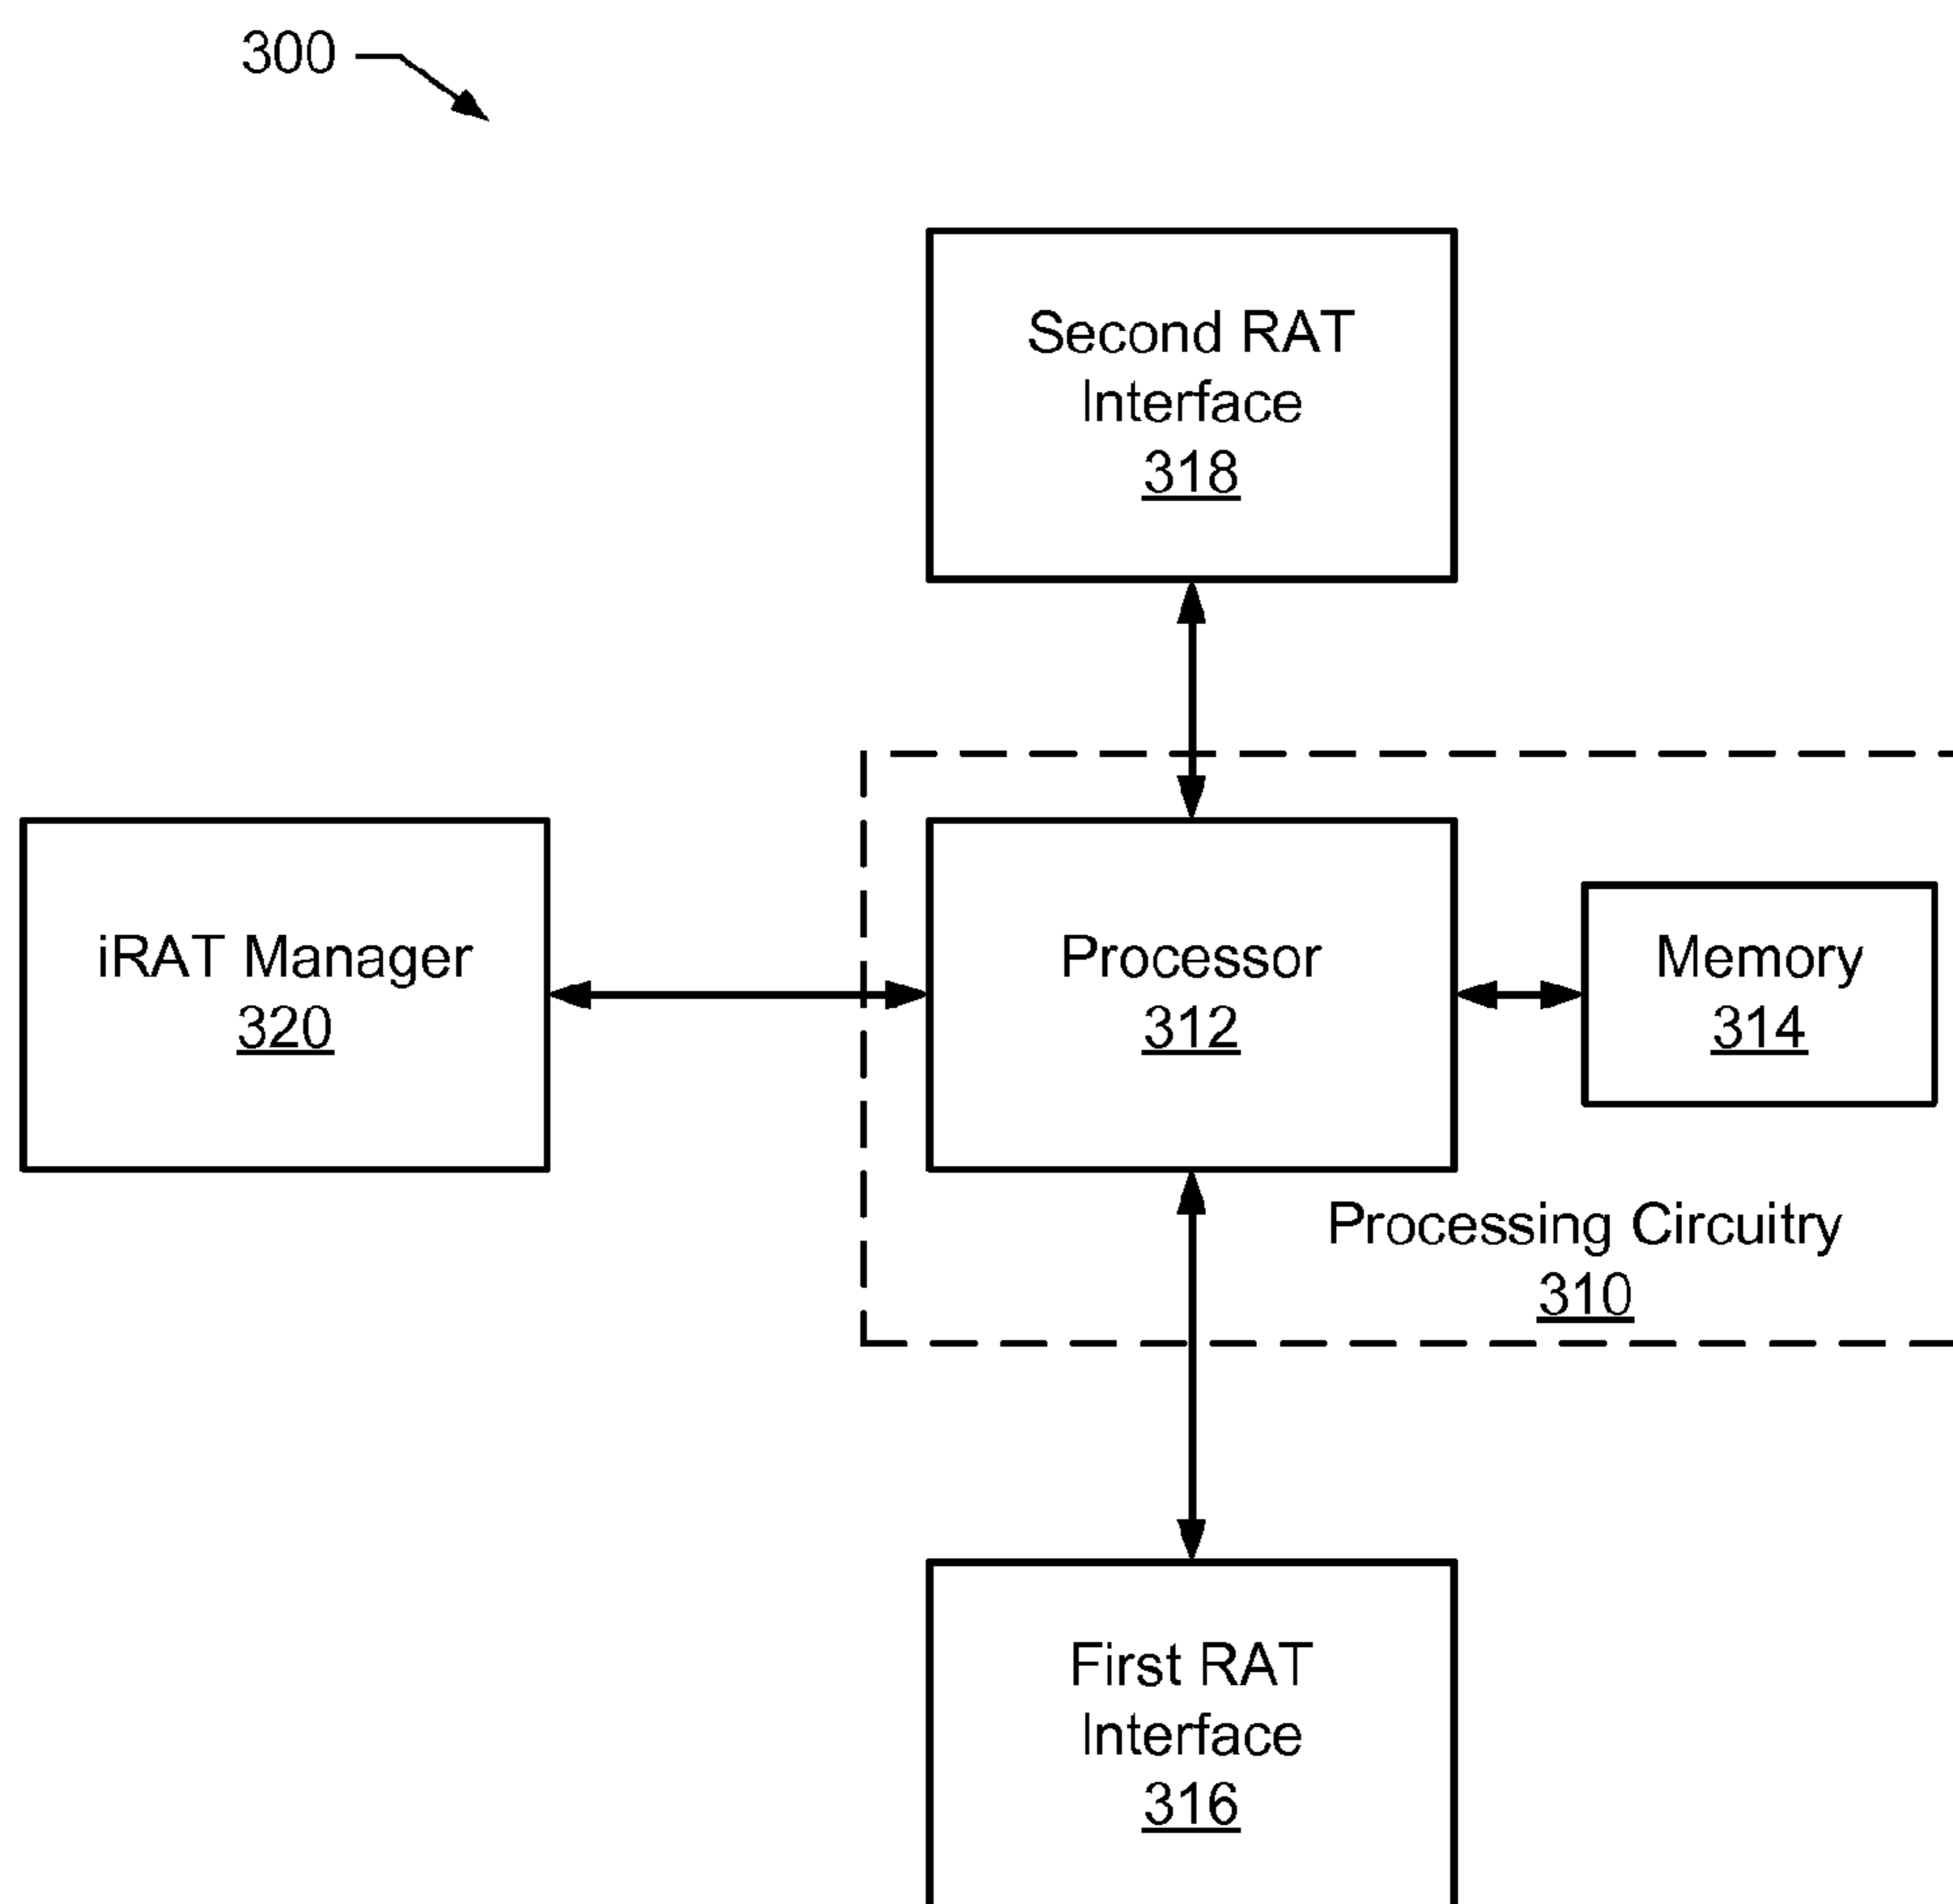 300
Second RAT
Interface
318
iRAT Manager
320
Processor
312
Memory
314
Processing Circuitry
310
First RAT
Interface
316